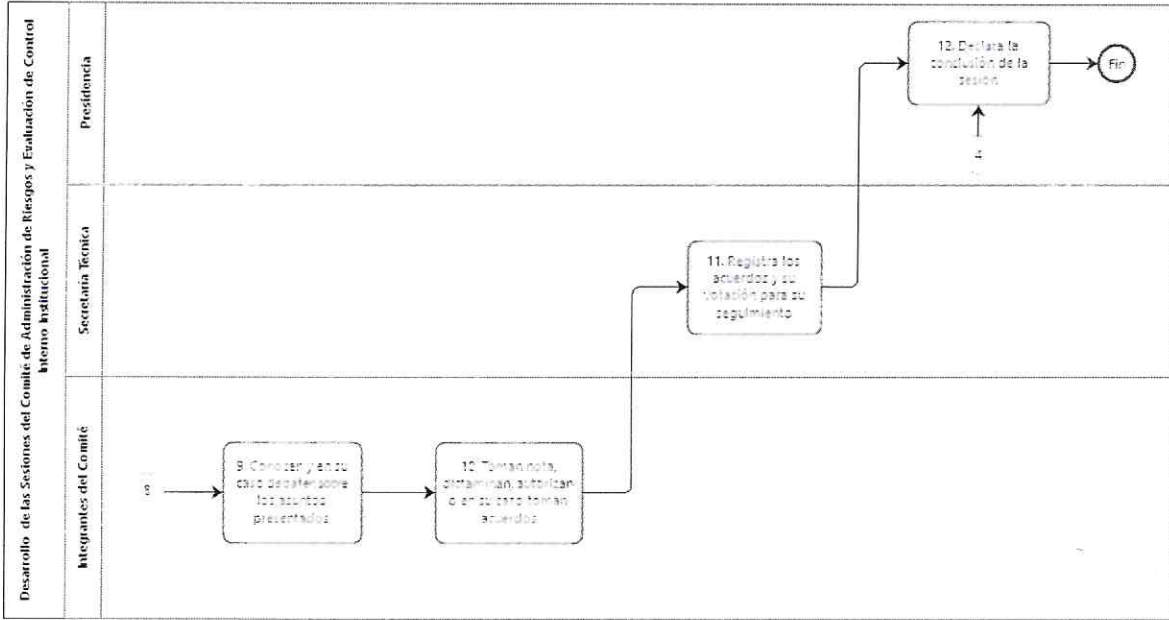 Desarrollo de las Sesiones del Comité de Administración de Riesgos y Evaluación de Control
Interno Institucional
Presidencia
12. Declara la
conclusión de la
sesión
Fin
4
Secretaría Técnica
11. Registra los
acuerdos y su
votación para su
seguimiento
Integrantes del Comité
8
9. Conocen y en su
caso debaten sobre
los asuntos
presentados
10. Toman nota,
dictaminan, autorizan
o en su caso toman
acuerdos